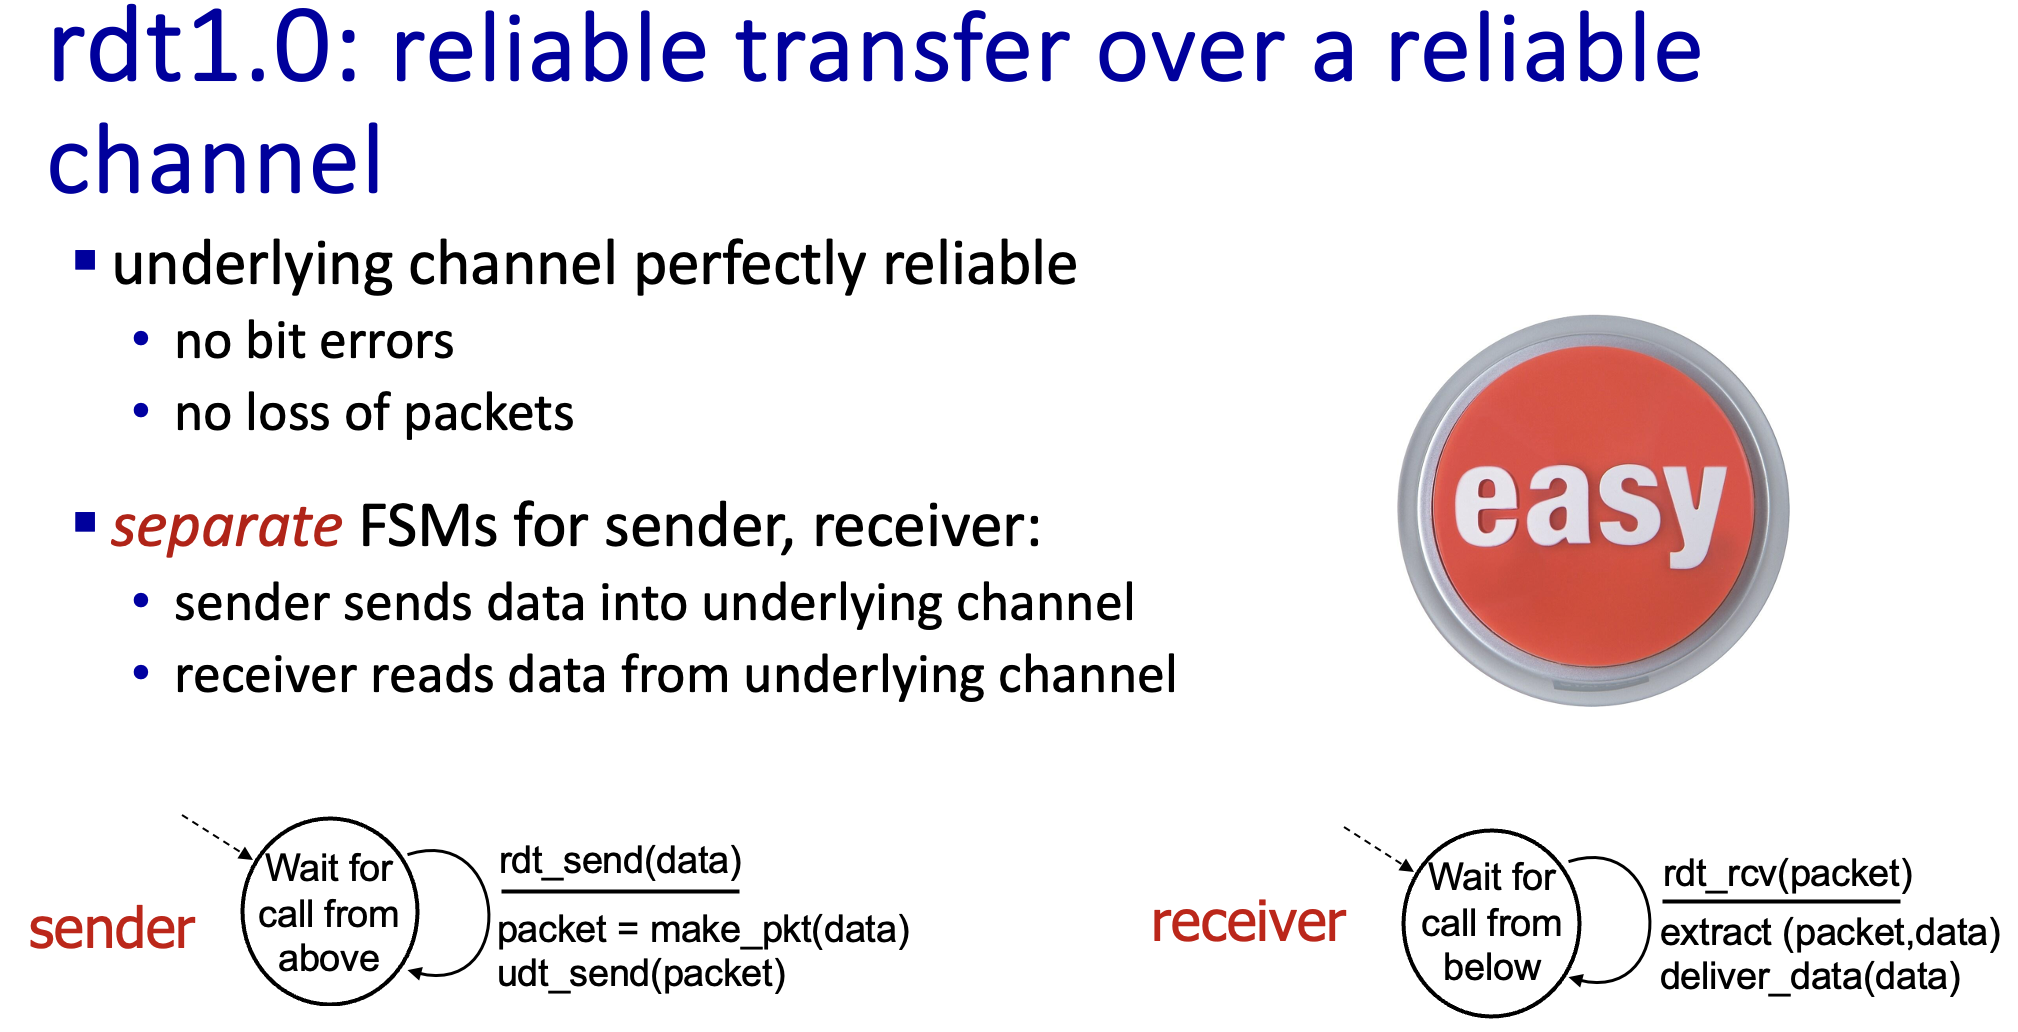 rdt1.0: reliable transfer over a reliable
channel
▪ underlying channel perfectly reliable
• no bit errors
• no loss of packets
▪ separate FSMs for sender, receiver:
• sender sends data into underlying channel
• receiver reads data from underlying channel
easy
sender
Wait for
call from
above
rdt_send(data)
packet = make_pkt(data)
udt_send(packet)
receiver
Wait for
call from
below
rdt_rcv(packet)
extract (packet,data)
deliver_data(data)